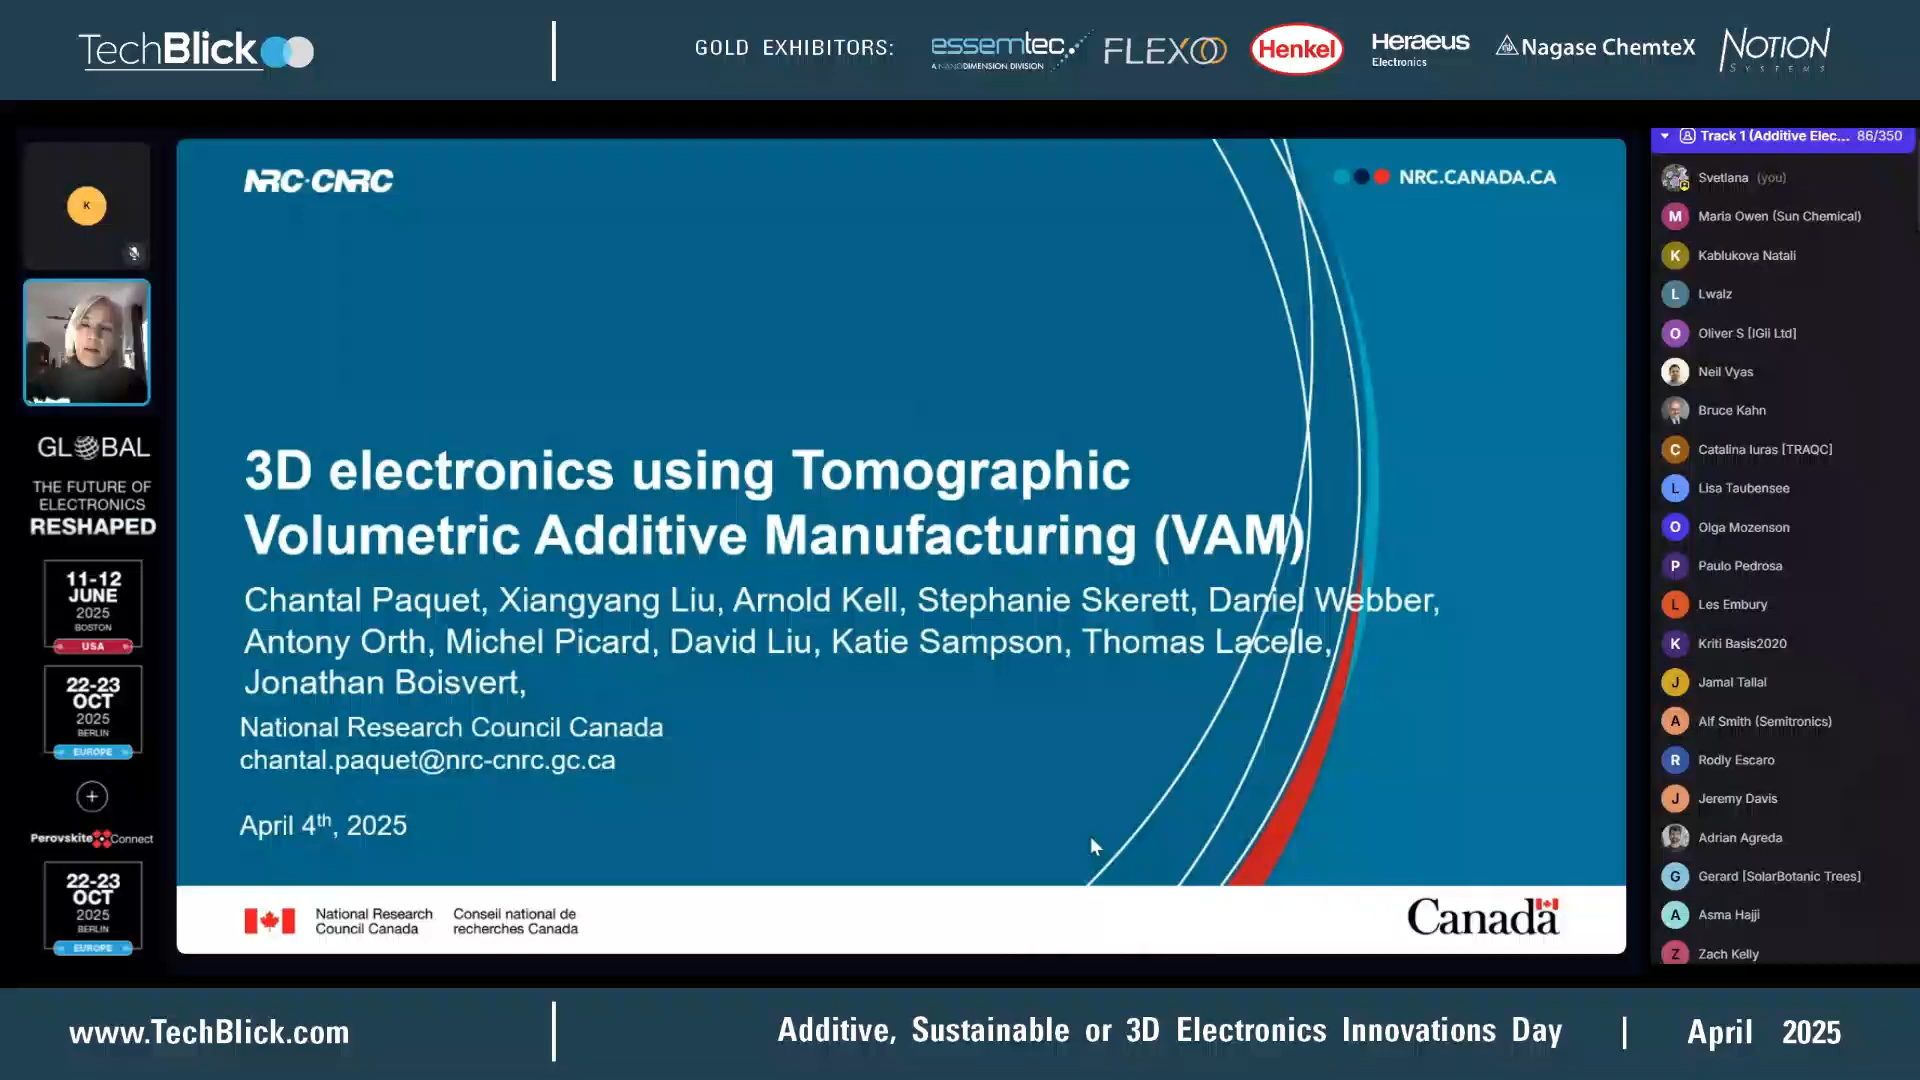 TechBlick
GOLD EXHIBITORS:
essemtec
A NANODIMENSION DIVISION
FLEXOO
Henkel
Heraeus
Electronics
Nagase ChemteX
NOTION
SYSTEMS
K
GLOBAL
THE FUTURE OF
ELECTRONICS
RESHAPED
11-12
JUNE
2025
BOSTON
USA
22-23
OCT
2025
BERLIN
EUROPE
+
Perovskite Connect
22-23
OCT
2025
BERLIN
EUROPE
NRC·CNRC
NRC.CANADA.CA
3D electronics using Tomographic
Volumetric Additive Manufacturing (VAM)
Chantal Paquet, Xiangyang Liu, Arnold Kell, Stephanie Skerett, Daniel Webber,
Antony Orth, Michel Picard, David Liu, Katie Sampson, Thomas Lacelle,
Jonathan Boisvert,
National Research Council Canada
chantal.paquet@nrc-cnrc.gc.ca
April 4th, 2025
National Research
Council Canada
Conseil national de
recherches Canada
Canada
Track 1 (Additive Elec... 86/350
Svetlana (you)
M Maria Owen (Sun Chemical)
K Kablukova Natali
L Lwalz
O Oliver S [IGii Ltd]
Neil Vyas
Bruce Kahn
C Catalina Iuras [TRAQC]
L Lisa Taubensee
O Olga Mozenson
P Paulo Pedrosa
L Les Embury
K Kriti Basis2020
J Jamal Tallal
A Alf Smith (Semitronics)
R Rodly Escaro
J Jeremy Davis
Adrian Agreda
G Gerard [SolarBotanic Trees]
A Asma Hajji
Z Zach Kelly
www.TechBlick.com
Additive, Sustainable or 3D Electronics Innovations Day | April 2025